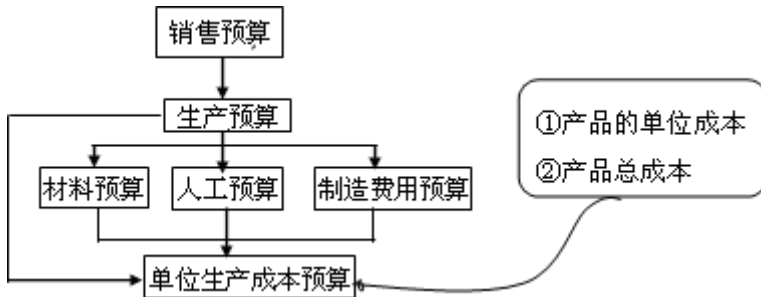 销售预算
生产预算
①产品的单位成本
②产品总成本
材料预算
人工预算
制造费用预算
单位生产成本预算